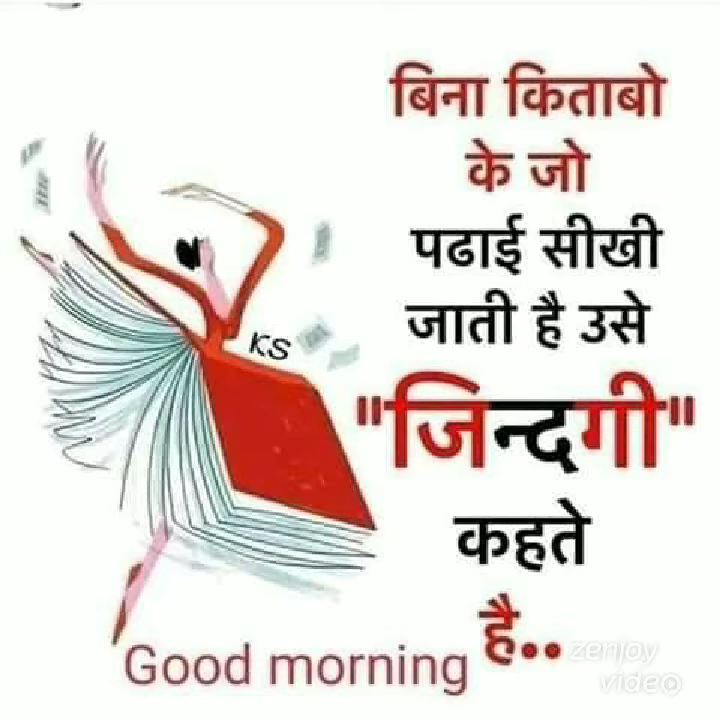 बिना किताबो
के जो
पढाई सीखी
जाती है उसे
"जिन्दगी"
कहते
है..
KS
Good morning
zenjoy
video